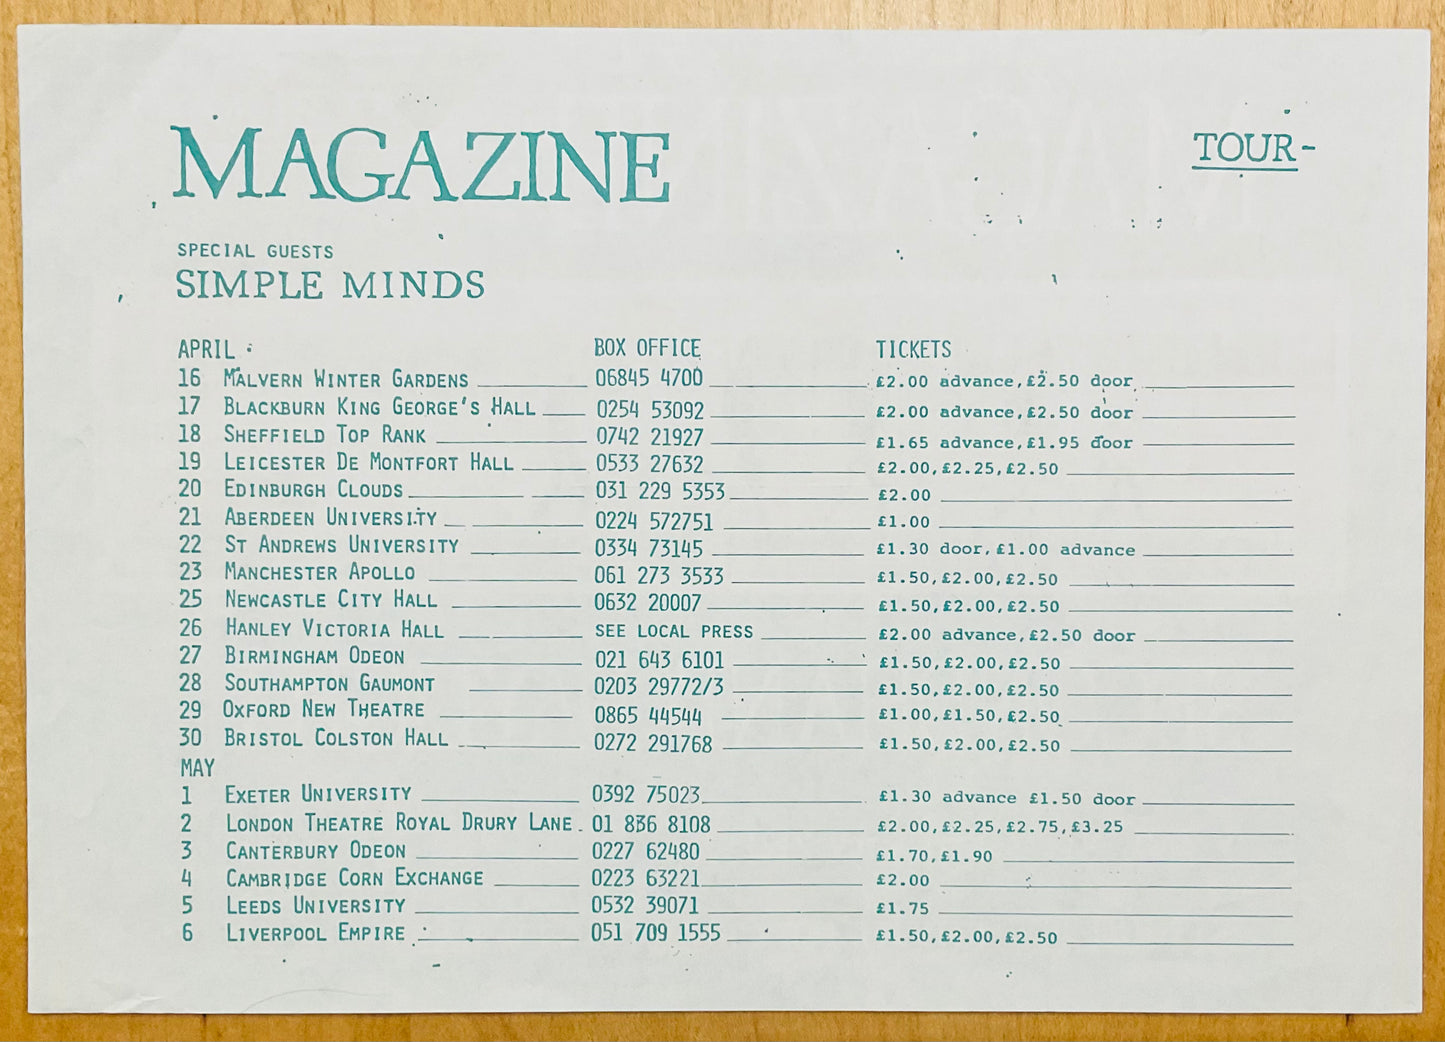 MAGAZINE
TOUR-
SPECIAL GUESTS
SIMPLE MINDS
APRIL BOX OFFICE TICKETS
16 MALVERN WINTER GARDENS 06845 4700 £2.00 advance,£2.50 door
17 BLACKBURN KING GEORGE'S HALL 0254 53092 £2.00 advance,£2.50 door
18 SHEFFIELD TOP RANK 0742 21927 £1.65 advance,£1.95 door
19 LEICESTER DE MONTFORT HALL 0533 27632 £2.00,£2.25,£2.50
20 EDINBURGH CLOUDS 031 229 5353 £2.00
21 ABERDEEN UNIVERSITY 0224 572751 £1.00
22 ST ANDREWS UNIVERSITY 0334 73145 £1.30 door,£1.00 advance
23 MANCHESTER APOLLO 061 273 3533 £1.50,£2.00,£2.50
25 NEWCASTLE CITY HALL 0632 20007 £1.50,£2.00,£2.50
26 HANLEY VICTORIA HALL SEE LOCAL PRESS £2.00 advance,£2.50 door
27 BIRMINGHAM ODEON 021 643 6101 £1.50,£2.00,£2.50
28 SOUTHAMPTON GAUMONT 0203 29772/3 £1.50,£2.00,£2.50
29 OXFORD NEW THEATRE 0865 44544 £1.00,£1.50,£2.50
30 BRISTOL COLSTON HALL 0272 291768 £1.50,£2.00,£2.50
MAY
1 EXETER UNIVERSITY 0392 75023 £1.30 advance £1.50 door
2 LONDON THEATRE ROYAL DRURY LANE 01 836 8108 £2.00,£2.25,£2.75,£3.25
3 CANTERBURY ODEON 0227 62480 £1.70,£1.90
4 CAMBRIDGE CORN EXCHANGE 0223 63221 £2.00
5 LEEDS UNIVERSITY 0532 39071 £1.75
6 LIVERPOOL EMPIRE 051 709 1555 £1.50,£2.00,£2.50